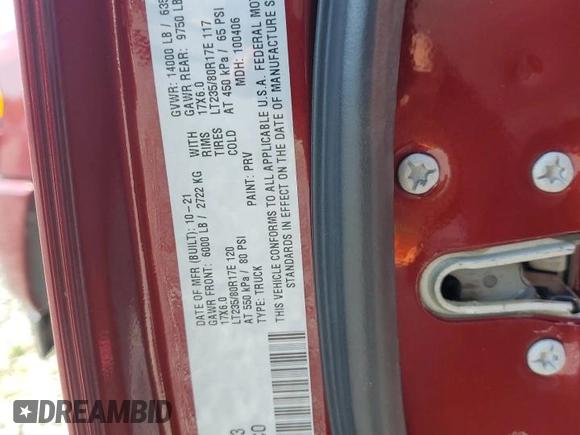 DATE OF MFR (BUILT): 10-21 GVWR: 14000 LB / 635
GAWR FRONT: 6000 LB / 2722 KG WITH GAWR REAR: 9750 LB
17X6.0 RIMS 17X6.0
LT235/80R17E 120 TIRES LT235/80R17E 117
AT 550 kPa / 80 PSI COLD AT 450 kPa / 65 PSI
TYPE: TRUCK PAINT: PRV MDH: 100406
THIS VEHICLE CONFORMS TO ALL APPLICABLE U.S.A. FEDERAL MO
STANDARDS IN EFFECT ON THE DATE OF MANUFACTURE S
3
CO
DREAMBID